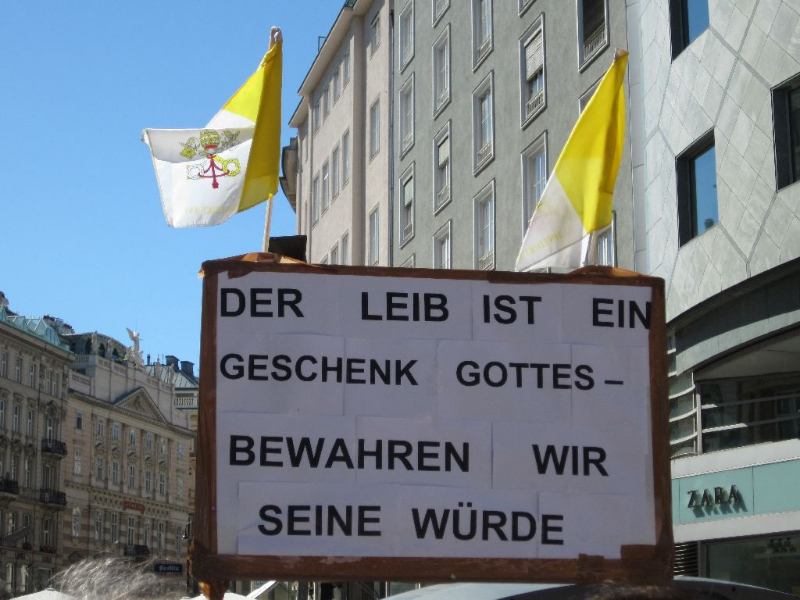 DER LEIB IST EIN
GESCHENK GOTTES –
BEWAHREN WIR
SEINE WÜRDE
ZARA